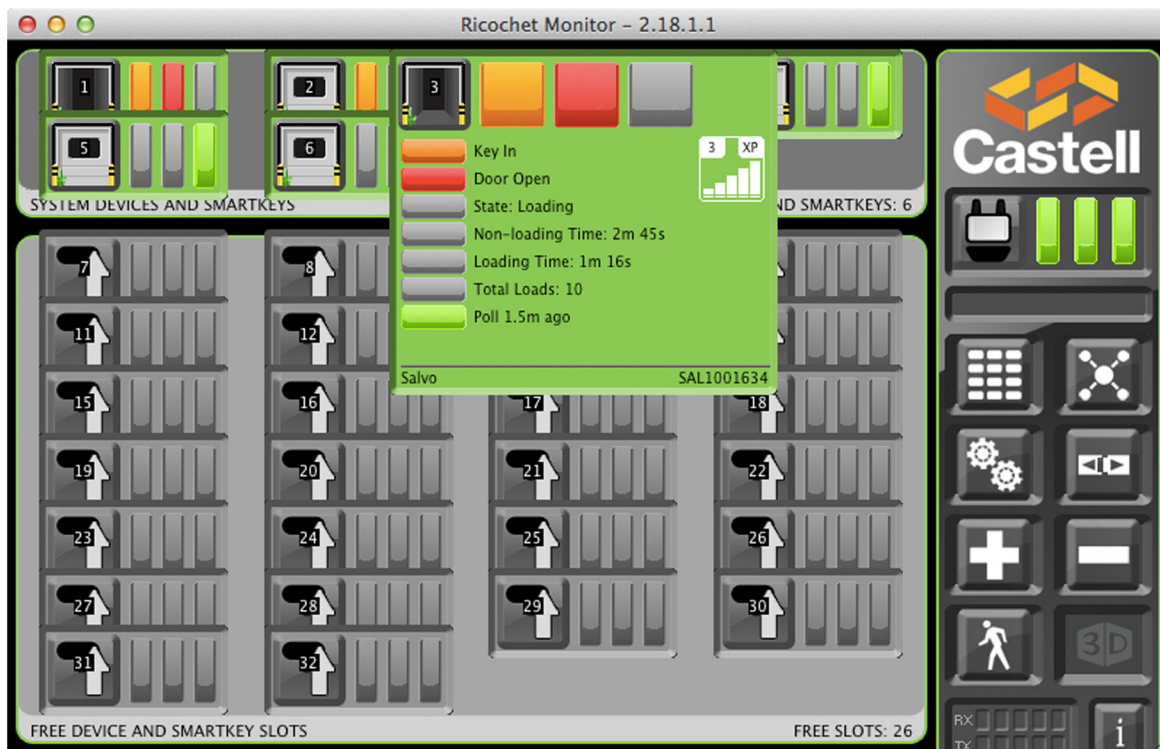 Ricochet Monitor – 2.18.1.1
1
2
3
5
6
Key In
3 XP
Door Open
State: Loading
Non-loading Time: 2m 45s
Loading Time: 1m 16s
Total Loads: 10
Poll 1.5m ago
Salvo SAL1001634
SYSTEM DEVICES AND SMARTKEYS
ND SMARTKEYS: 6
Castell
7
8
11
12
15
16
17
18
19
20
21
22
23
24
25
26
27
28
29
30
31
32
FREE DEVICE AND SMARTKEY SLOTS
FREE SLOTS: 26
3D
RX
TX
i